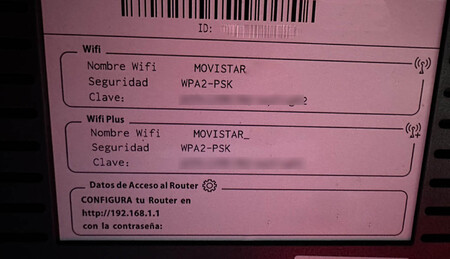 ID:
Wifi
Nombre Wifi MOVISTAR
Seguridad WPA2-PSK
Clave:
Wifi Plus
Nombre Wifi MOVISTAR_
Seguridad WPA2-PSK
Clave:
Datos de Acceso al Router
CONFIGURA tu Router en
http://192.168.1.1
con la contraseña: